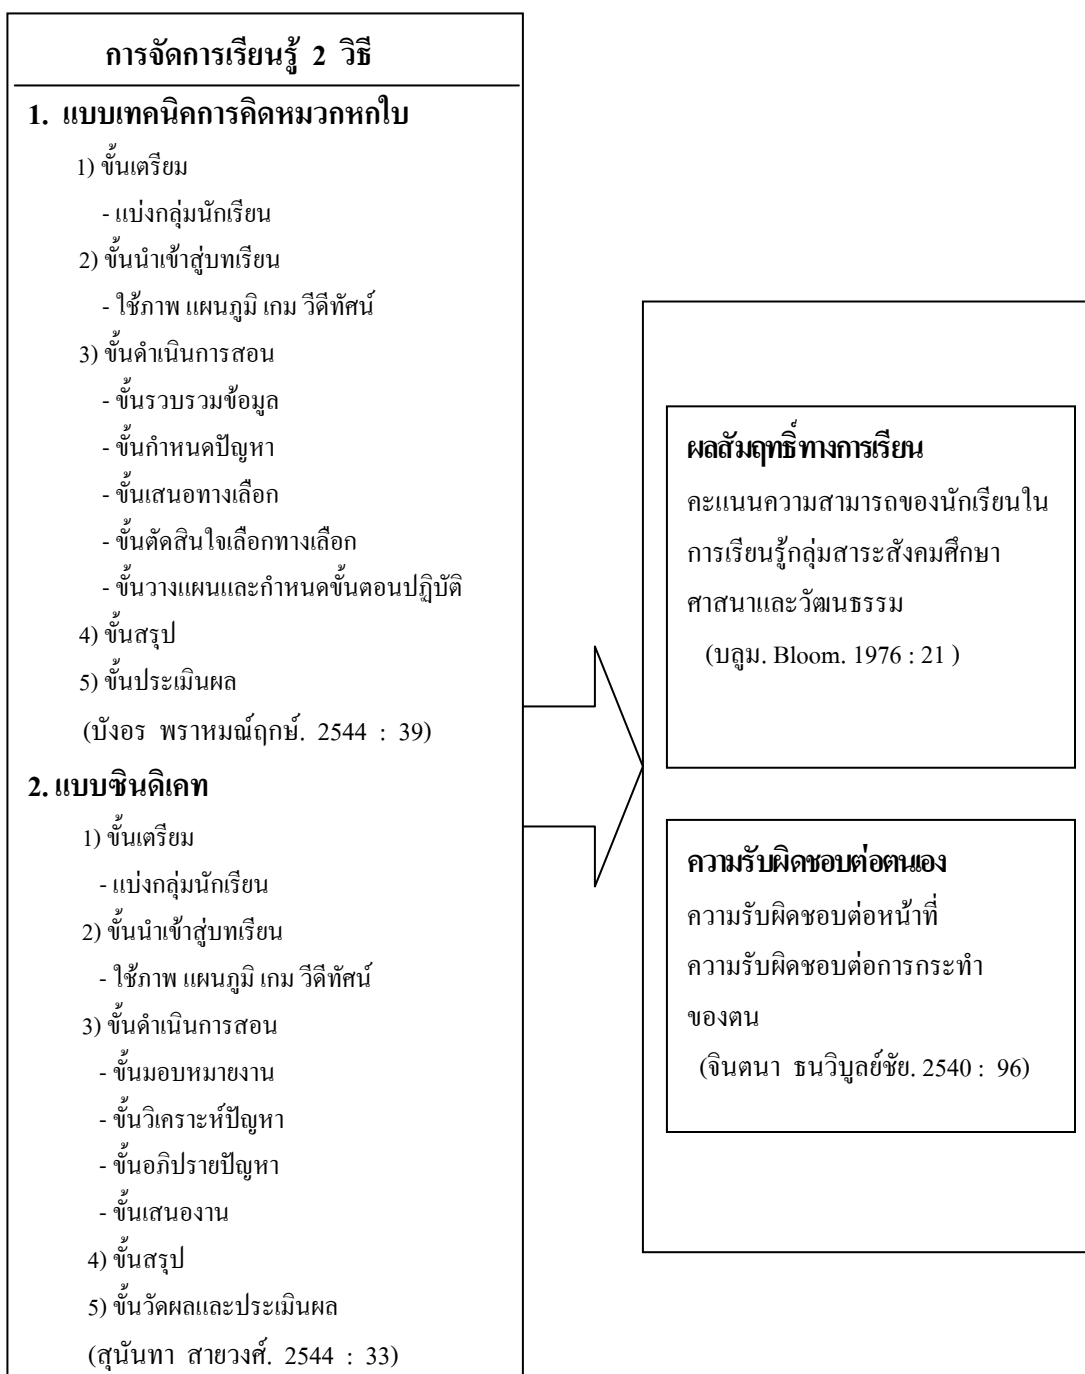 การจัดการเรียนรู้ 2 วิธี
1. แบบเทคนิคการคิดหมวกหกใบ
1) ขั้นเตรียม
- แบ่งกลุ่มนักเรียน
2) ขั้นนำเข้าสู่บทเรียน
- ใช้ภาพ แผนภูมิ เกม วีดีทัศน์
3) ขั้นดำเนินการสอน
- ขั้นรวบรวมข้อมูล
- ขั้นกำหนดปัญหา
- ขั้นเสนอทางเลือก
- ขั้นตัดสินใจเลือกทางเลือก
- ขั้นวางแผนและกำหนดขั้นตอนปฏิบัติ
4) ขั้นสรุป
5) ขั้นประเมินผล
(บังอร พราหมณ์ฤกษ์. 2544 : 39)
2. แบบซินดิเคท
1) ขั้นเตรียม
- แบ่งกลุ่มนักเรียน
2) ขั้นนำเข้าสู่บทเรียน
- ใช้ภาพ แผนภูมิ เกม วีดีทัศน์
3) ขั้นดำเนินการสอน
- ขั้นมอบหมายงาน
- ขั้นวิเคราะห์ปัญหา
- ขั้นอภิปรายปัญหา
- ขั้นเสนองาน
4) ขั้นสรุป
5) ขั้นวัดผลและประเมินผล
(สุนันทา สายวงศ์. 2544 : 33)
ผลสัมฤทธิ์ทางการเรียน
คะแนนความสามารถของนักเรียนใน
การเรียนรู้กลุ่มสาระสังคมศึกษา
ศาสนาและวัฒนธรรม
(บลูม. Bloom. 1976 : 21 )
ความรับผิดชอบต่อตนเอง
ความรับผิดชอบต่อหน้าที่
ความรับผิดชอบต่อการกระทำ
ของตน
(จินตนา ธนวิบูลย์ชัย. 2540 : 96)